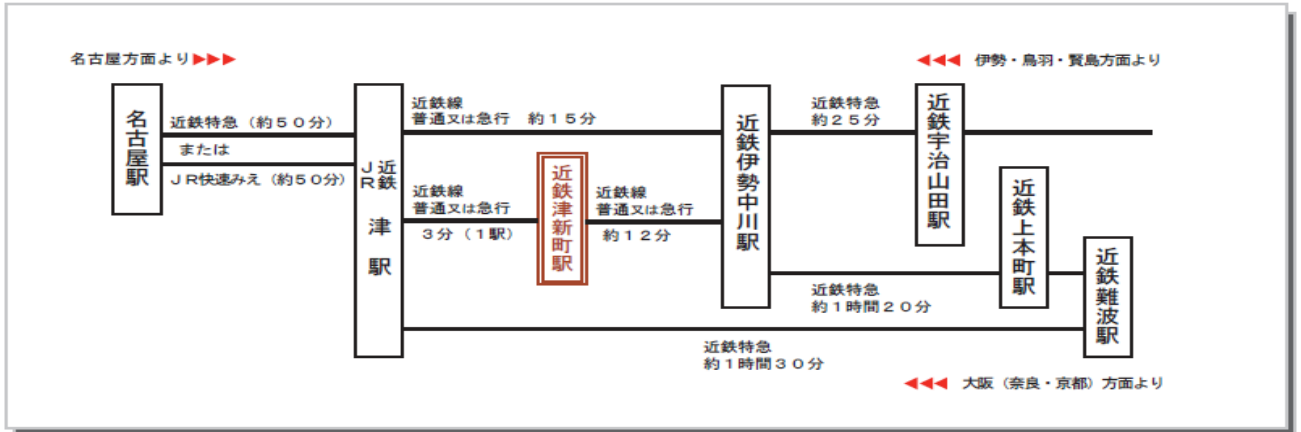 名古屋方面より▶▶▶
◀◀◀ 伊勢・鳥羽・賢島方面より
名古屋駅
近鉄特急（約５０分）
または
ＪＲ快速みえ（約５０分）
近鉄
ＪＲ
津駅
近鉄線
普通又は急行 約１５分
近鉄線
普通又は急行
３分（１駅）
近鉄津新町駅
近鉄線
普通又は急行
約１２分
近鉄伊勢中川駅
近鉄特急
約２５分
近鉄宇治山田駅
近鉄特急
約１時間２０分
近鉄上本町駅
近鉄難波駅
近鉄特急
約１時間３０分
◀◀◀ 大阪（奈良・京都）方面より